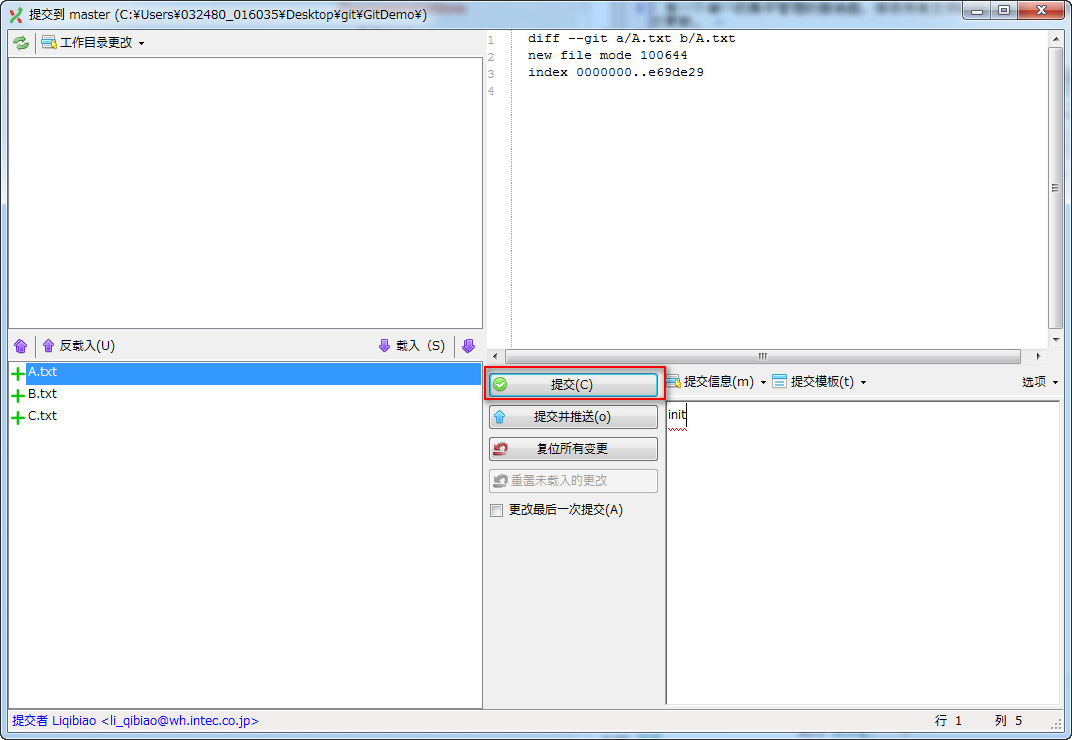 提交到 master (C:¥Users¥032480_016035¥Desktop¥git¥GitDemo¥)
工作目录更改
1 diff --git a/A.txt b/A.txt
2 new file mode 100644
3 index 0000000..e69de29
4
反载入(U)
载入 (S)
A.txt
B.txt
C.txt
提交(C)
提交并推送(o)
复位所有变更
重置未载入的更改
更改最后一次提交(A)
提交信息(m)
提交模板(t)
选项
init
提交者 Liqibiao <li_qibiao@wh.intec.co.jp>
行 1 列 5